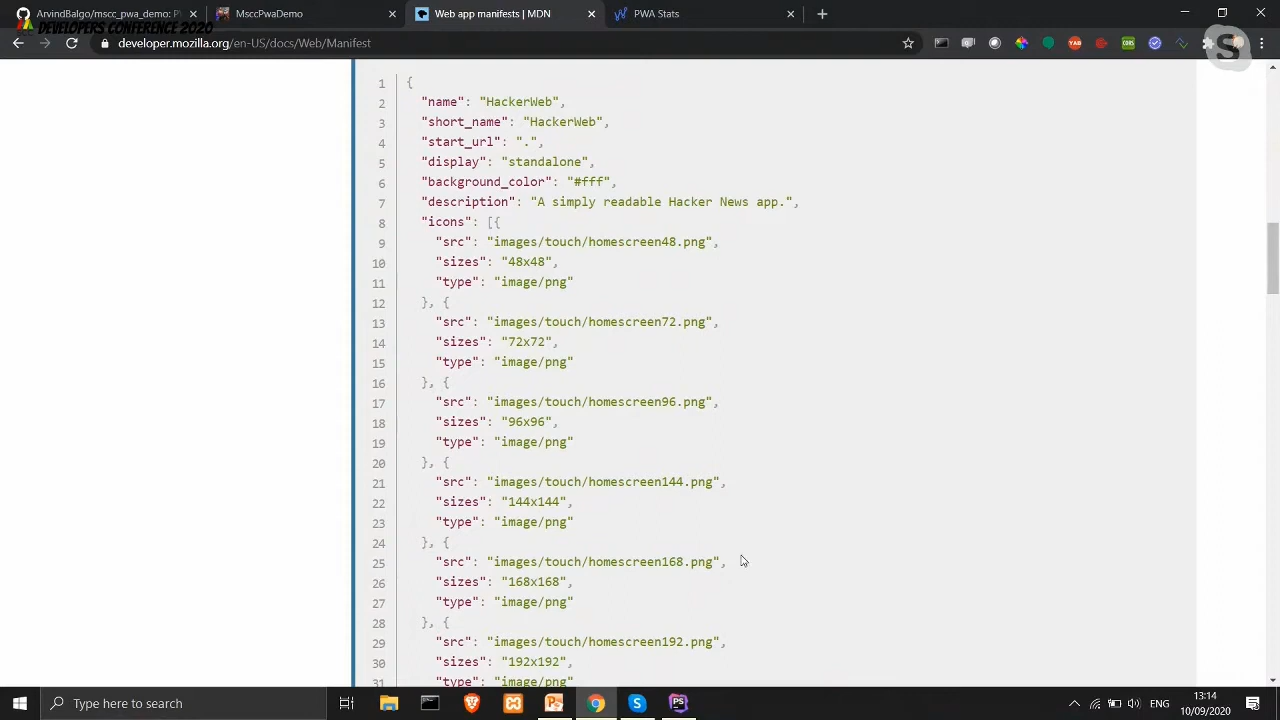 ArvindBalgo/mscc_pwa_demo: PW
MsccPwaDemo
Web app manifests | MDN
PWA Stats
DEVELOPERS CONFERENCE 2020
developer.mozilla.org/en-US/docs/Web/Manifest
1 {
2 "name": "HackerWeb",
3 "short_name": "HackerWeb",
4 "start_url": ".",
5 "display": "standalone",
6 "background_color": "#fff",
7 "description": "A simply readable Hacker News app.",
8 "icons": [{
9 "src": "images/touch/homescreen48.png",
10 "sizes": "48x48",
11 "type": "image/png"
12 }, {
13 "src": "images/touch/homescreen72.png",
14 "sizes": "72x72",
15 "type": "image/png"
16 }, {
17 "src": "images/touch/homescreen96.png",
18 "sizes": "96x96",
19 "type": "image/png"
20 }, {
21 "src": "images/touch/homescreen144.png",
22 "sizes": "144x144",
23 "type": "image/png"
24 }, {
25 "src": "images/touch/homescreen168.png",
26 "sizes": "168x168",
27 "type": "image/png"
28 }, {
29 "src": "images/touch/homescreen192.png",
30 "sizes": "192x192",
31 "type": "image/png"
Type here to search
ENG
13:14
10/09/2020